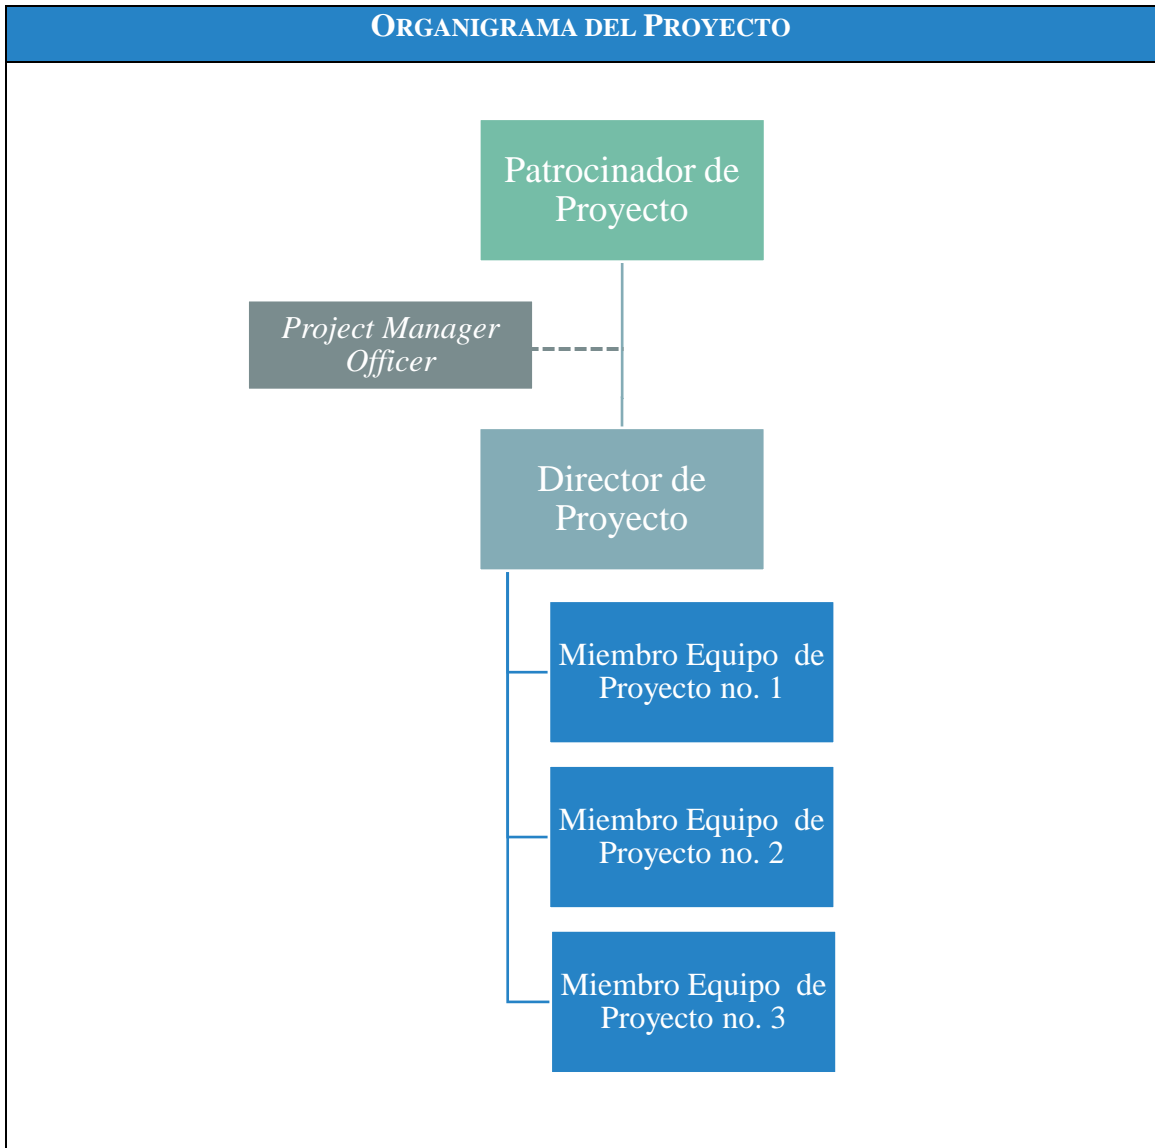 ORGANIGRAMA DEL PROYECTO
Patrocinador de
Proyecto
Project Manager
Officer
Director de
Proyecto
Miembro Equipo  de
Proyecto no. 1
Miembro Equipo  de
Proyecto no. 2
Miembro Equipo  de
Proyecto no. 3